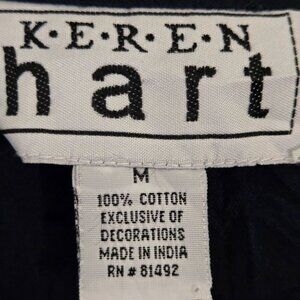 K·E·R·E·N
hart
M
100% COTTON
EXCLUSIVE OF
DECORATIONS
MADE IN INDIA
RN # 81492